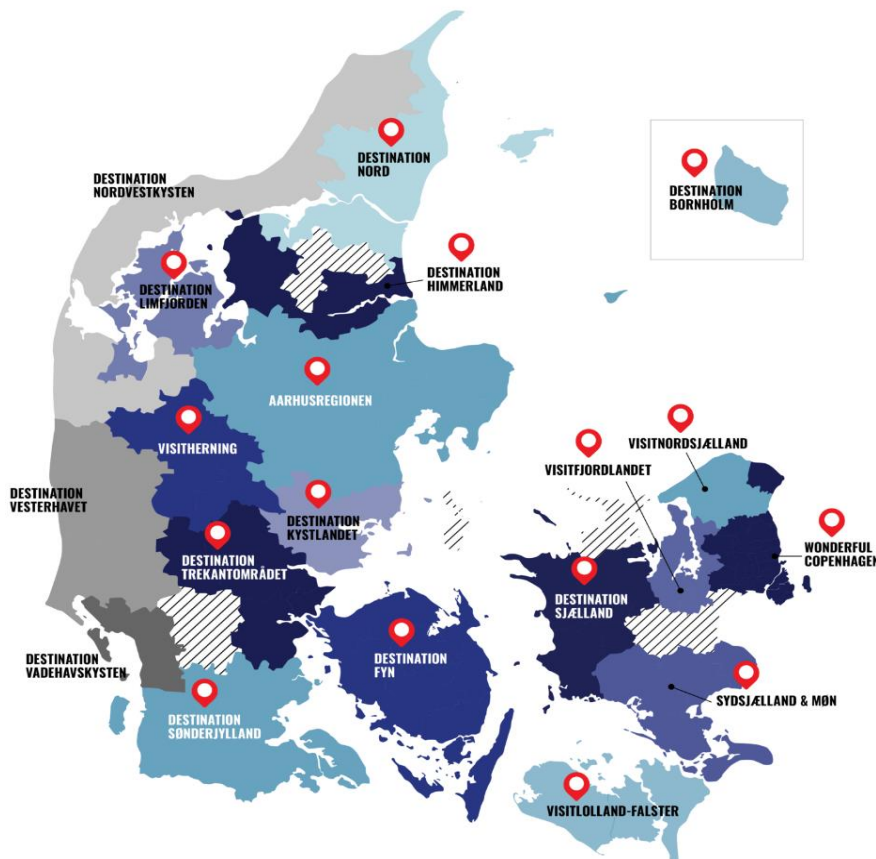 DESTINATION
NORD
DESTINATION
NORDVESTKYSTEN
DESTINATION
BORNHOLM
DESTINATION
HIMMERLAND
DESTINATION
LIMFJORDEN
AARHUSREGIONEN
VISITHERNING
VISITNORDSJÆLLAND
VISITFJORDLANDET
DESTINATION
VESTERHAVET
DESTINATION
KYSTLANDET
DESTINATION
TREKANTOMRÅDET
WONDERFUL
COPENHAGEN
DESTINATION
SJÆLLAND
DESTINATION
VADEHAVSKYSTEN
DESTINATION
FYN
SYDSJÆLLAND & MØN
DESTINATION
SØNDERJYLLAND
VISITLOLLAND-FALSTER